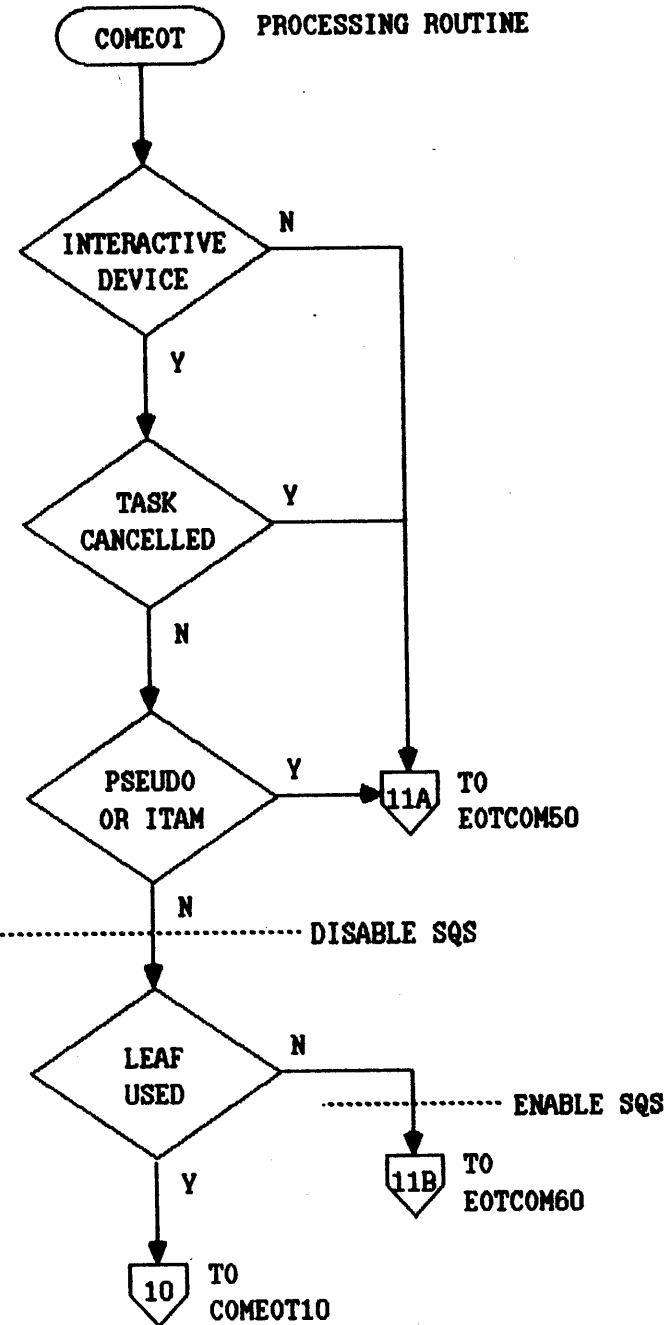 COMEOT
PROCESSING ROUTINE
INTERACTIVE
DEVICE
N
Y
TASK
CANCELLED
Y
N
PSEUDO
OR ITAM
Y
11A
TO
EOTCOM50
N
DISABLE SQS
LEAF
USED
N
ENABLE SQS
11B
TO
EOTCOM60
Y
10
TO
COMEOT10